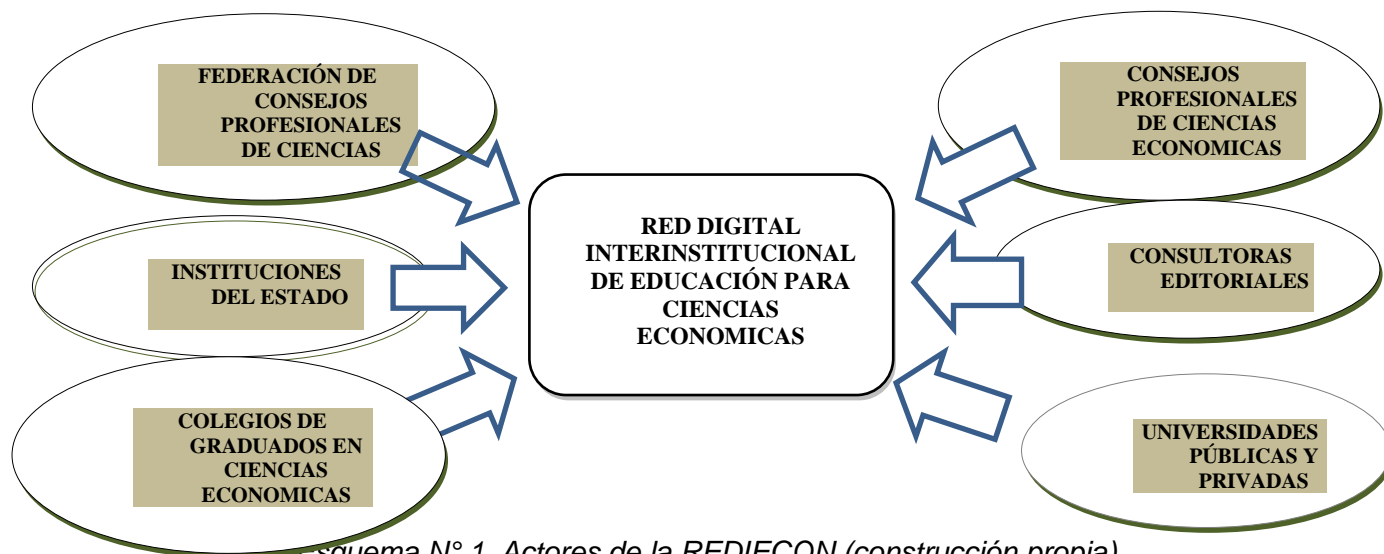 FEDERACIÓN DE
CONSEJOS
PROFESIONALES
DE CIENCIAS
CONSEJOS
PROFESIONALES
DE CIENCIAS
ECONOMICAS
RED DIGITAL
INTERINSTITUCIONAL
DE EDUCACIÓN PARA
CIENCIAS
ECONOMICAS
INSTITUCIONES
DEL ESTADO
CONSULTORAS
EDITORIALES
COLEGIOS DE
GRADUADOS EN
CIENCIAS
ECONOMICAS
UNIVERSIDADES
PÚBLICAS Y
PRIVADAS
squema N° 1. Actores de la REDIECON (construcción propia)